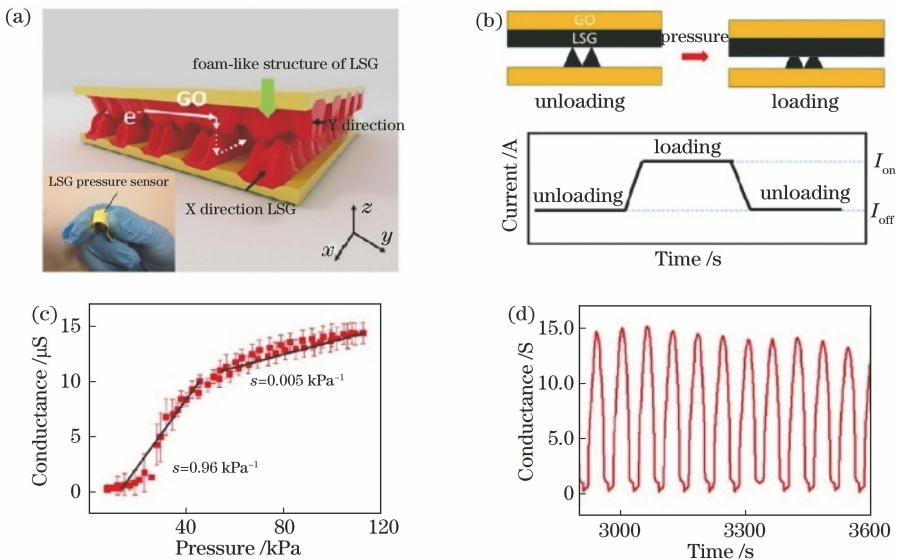 (a)
foam-like structure of LSG
GO
e⁻
Y direction
LSG pressure sensor
X direction LSG
z
x
y
(b)
GO
LSG
pressure
unloading
loading
Current /A
loading
unloading
unloading
I_on
I_off
Time /s
(c)
Conductance /μS
15
10
5
0
s=0.005 kPa⁻¹
s=0.96 kPa⁻¹
40
80
120
Pressure /kPa
(d)
Conductance /S
15.0
10.0
5.0
0
3000
3300
3600
Time /s